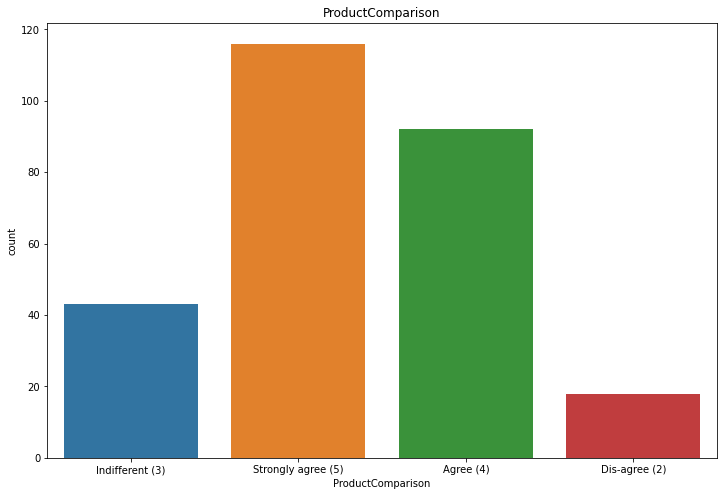 ProductComparison
120
100
80
60
40
20
0
count
Indifferent (3)
Strongly agree (5)
Agree (4)
Dis-agree (2)
ProductComparison